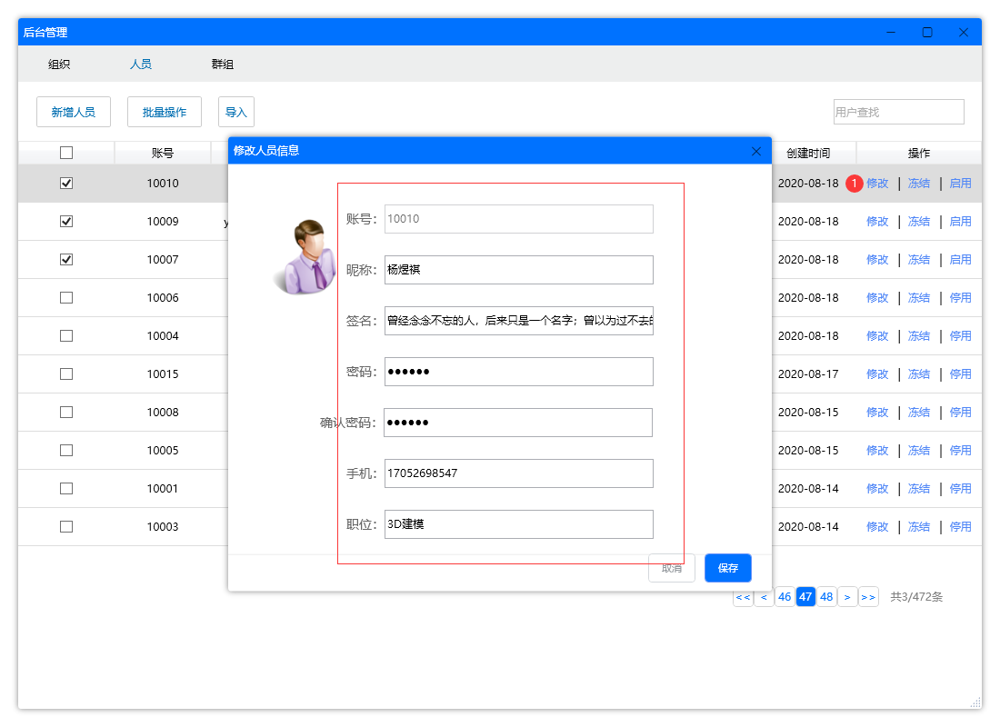 后台管理
组织 人员 群组
新增人员 批量操作 导入 用户查找
账号 创建时间 操作
修改人员信息
10010 2020-08-18 1 修改 | 冻结 | 启用
10009 y 2020-08-18 修改 | 冻结 | 启用
10007 2020-08-18 修改 | 冻结 | 启用
10006 2020-08-18 修改 | 冻结 | 停用
10004 2020-08-18 修改 | 冻结 | 停用
10015 2020-08-17 修改 | 冻结 | 停用
10008 2020-08-15 修改 | 冻结 | 停用
10005 2020-08-15 修改 | 冻结 | 停用
10001 2020-08-14 修改 | 冻结 | 停用
10003 2020-08-14 修改 | 冻结 | 停用
账号: 10010
昵称: 杨煜祺
签名: 曾经念念不忘的人，后来只是一个名字；曾以为过不去的
密码: ●●●●●●
确认密码: ●●●●●●
手机: 17052698547
职位: 3D建模
取消 保存
<< < 46 47 48 > >> 共3/472条